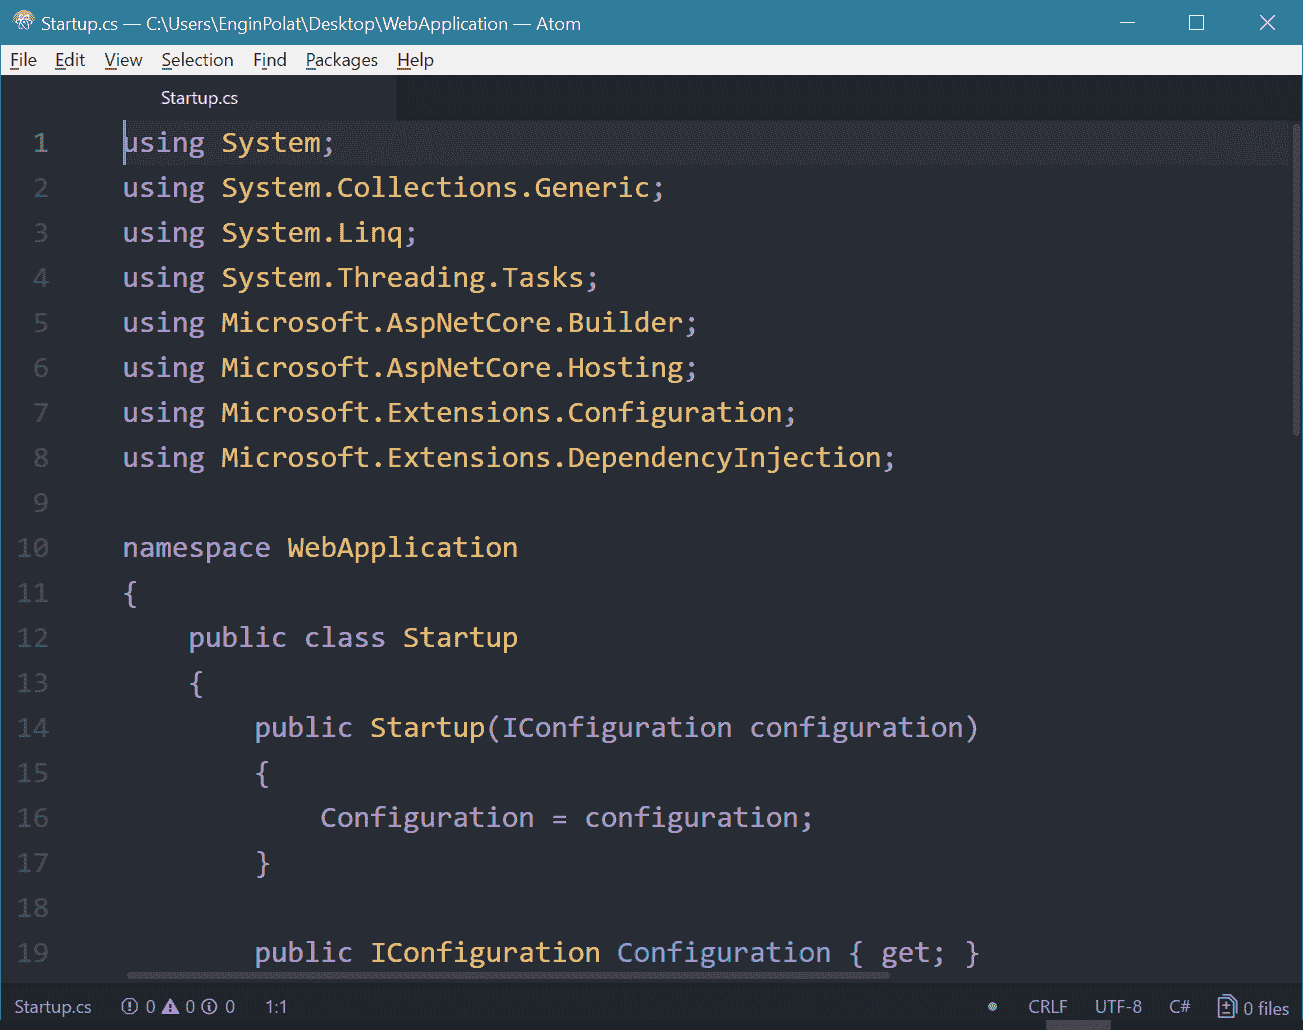 Startup.cs — C:\Users\EnginPolat\Desktop\WebApplication — Atom
File Edit View Selection Find Packages Help
Startup.cs
1 using System;
2 using System.Collections.Generic;
3 using System.Linq;
4 using System.Threading.Tasks;
5 using Microsoft.AspNetCore.Builder;
6 using Microsoft.AspNetCore.Hosting;
7 using Microsoft.Extensions.Configuration;
8 using Microsoft.Extensions.DependencyInjection;
9
10 namespace WebApplication
11 {
12     public class Startup
13     {
14         public Startup(IConfiguration configuration)
15         {
16             Configuration = configuration;
17         }
18
19         public IConfiguration Configuration { get; }
Startup.cs 0 0 0 1:1 CRLF UTF-8 C# 0 files